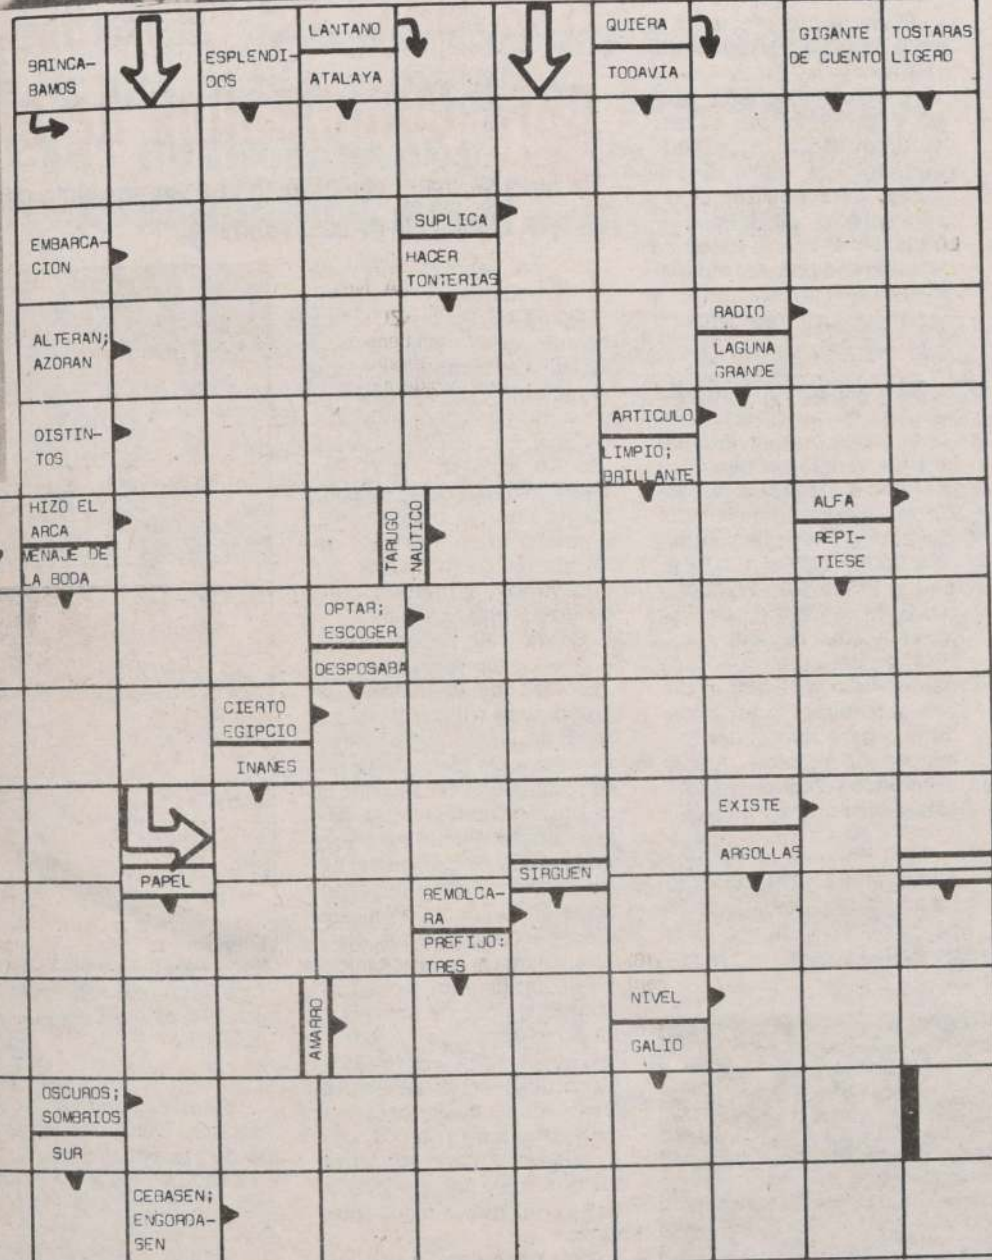 BRINCA-
BAMOS
ESPLENDI-
DOS
LANTANO
ATALAYA
QUIERA
TODAVIA
GIGANTE
DE CUENTO
TOSTARAS
LIGERO
EMBARCA-
CION
SUPLICA
HACER
TONTERIAS
ALTERAN;
AZORAN
RADIO
LAGUNA
GRANDE
DISTIN-
TOS
ARTICULO
LIMPIO;
BRILLANTE
HIZO EL
ARCA
MENAJE DE
LA BODA
TARUGO
NAUTICO
ALFA
REPI-
TIESE
OPTAR;
ESCOGER
DESPOSABA
CIERTO
EGIPCIO
INANES
EXISTE
ARGOLLAS
PAPEL
SIRGUEN
REMOLCA-
RA
PREFIJO:
TRES
AMARRO
NIVEL
GALIO
OSCUROS;
SOMBRIOS
SUR
CEBASEN;
ENGORDA-
SEN